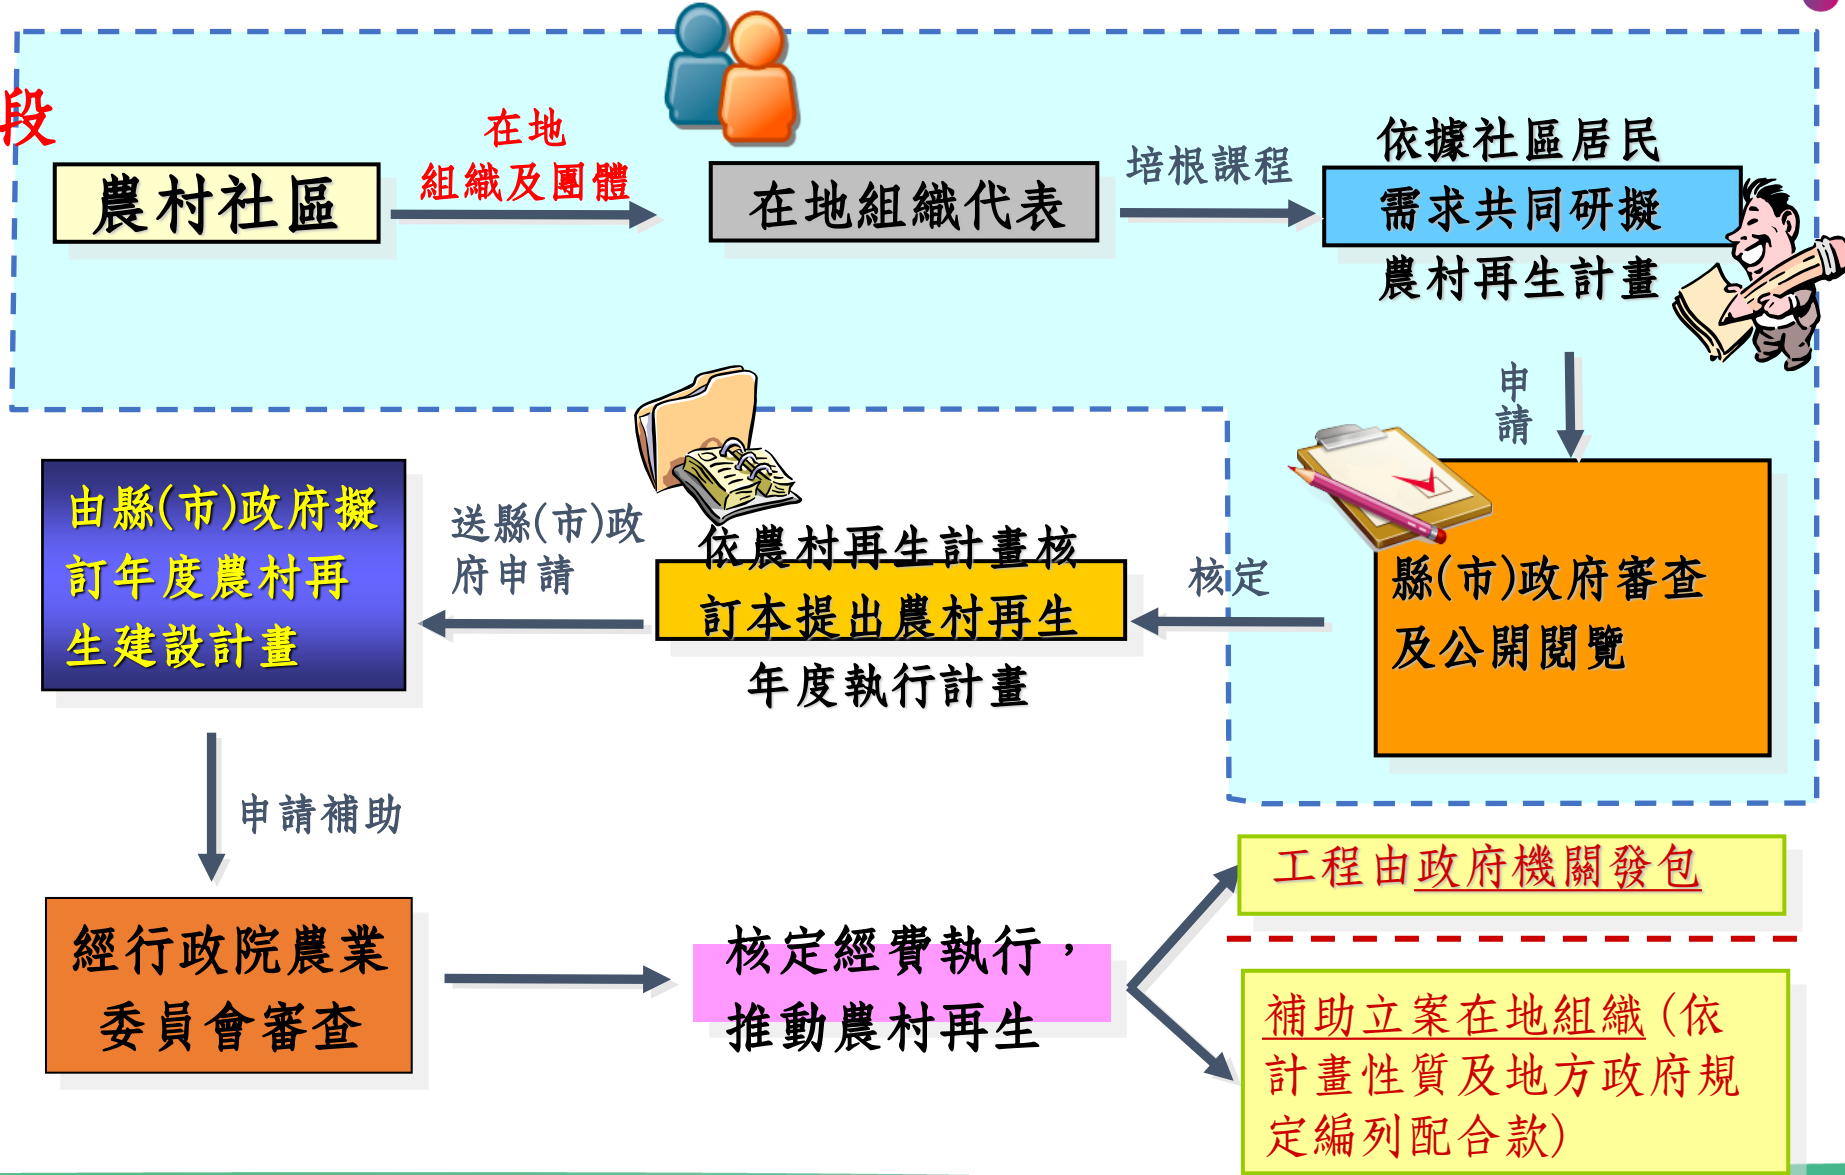 段
農村社區
在地
組織及團體
在地組織代表
培根課程
依據社區居民
需求共同研擬
農村再生計畫
申
請
縣(市)政府審查
及公開閱覽
核定
依農村再生計畫核
訂本提出農村再生
年度執行計畫
送縣(市)政
府申請
由縣(市)政府擬
訂年度農村再
生建設計畫
申請補助
經行政院農業
委員會審查
核定經費執行，
推動農村再生
工程由政府機關發包
補助立案在地組織(依
計畫性質及地方政府規
定編列配合款)